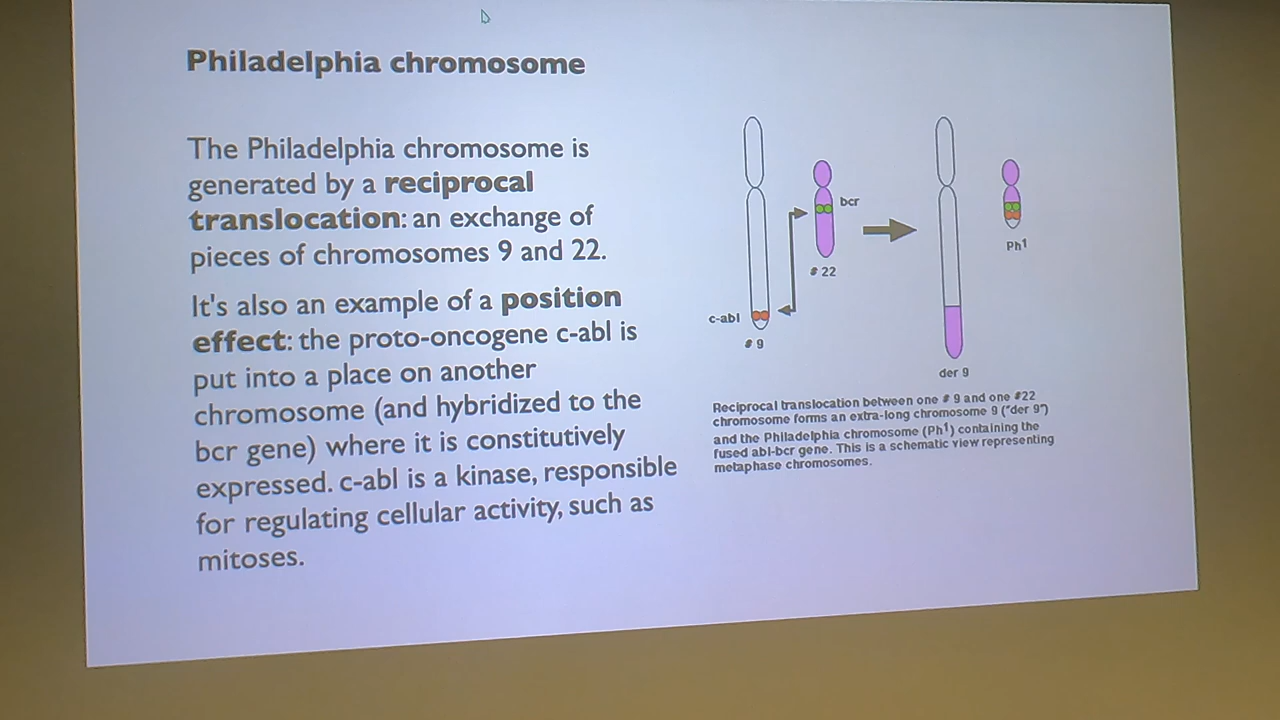 Philadelphia chromosome
The Philadelphia chromosome is
generated by a reciprocal
translocation: an exchange of
pieces of chromosomes 9 and 22.
It's also an example of a position
effect: the proto-oncogene c-abl is
put into a place on another
chromosome (and hybridized to the
bcr gene) where it is constitutively
expressed. c-abl is a kinase, responsible
for regulating cellular activity, such as
mitoses.
bcr
# 22
c-abl
# 9
Ph1
der 9
Reciprocal translocation between one # 9 and one #22
chromosome forms an extra-long chromosome 9 ("der 9")
and the Philadelphia chromosome (Ph1) containing the
fused abl-bcr gene. This is a schematic view representing
metaphase chromosomes.